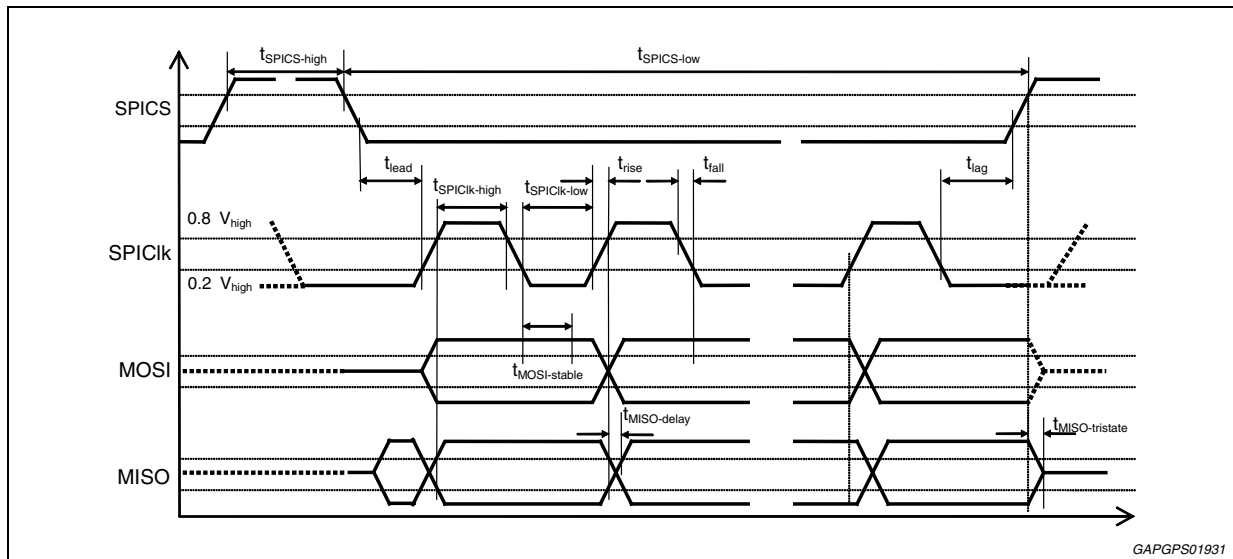 tSPICS-high
tSPICS-low
SPICS
tlead
tSPIClk-high
tSPIClk-low
trise
tfall
tlag
0.8 Vhigh
SPIClk
0.2 Vhigh
MOSI
tMOSI-stable
tMISO-delay
tMISO-tristate
MISO
GAPGPS01931